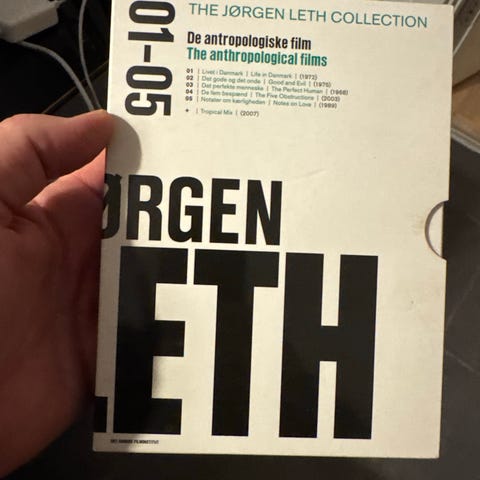 01-05
THE JØRGEN LETH COLLECTION
De antropologiske film
The anthropological films
01 | Livet i Danmark | Life in Denmark | (1972)
02 | Det gode og det onde | Good and Evil | (1975)
03 | Det perfekte menneske | The Perfect Human | (1968)
04 | De fem benspænd | The Five Obstructions | (2003)
05 | Notater om kærligheden | Notes on Love | (1989)
+ | Tropical Mix | (2007)
ØRGEN
LETH
DET DANSKE FILMINSTITUT